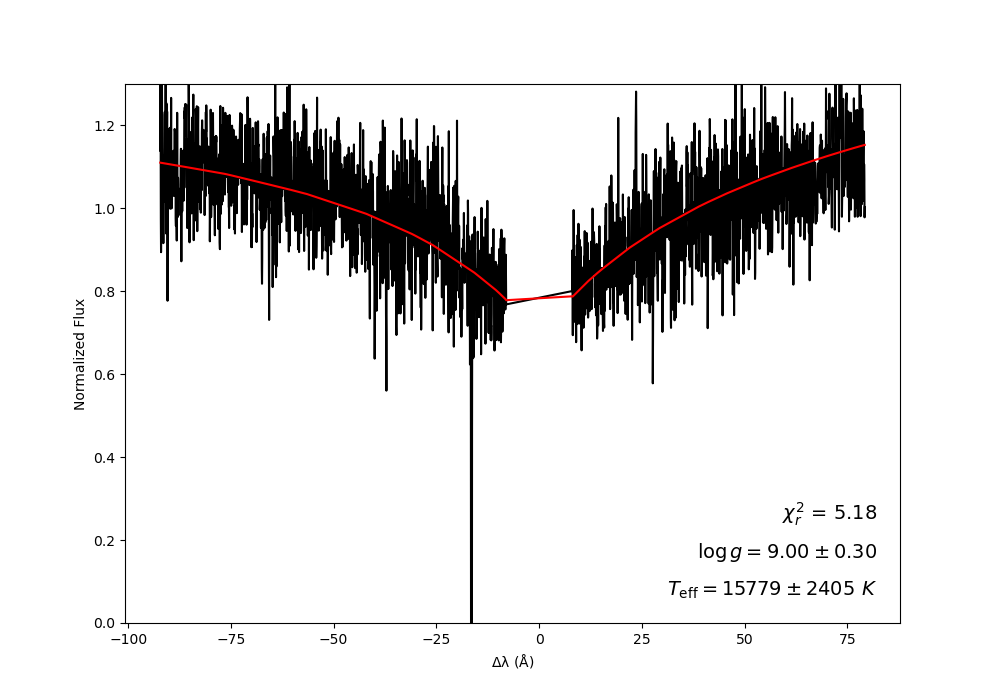 1.2
1.0
0.8
0.6
0.4
0.2
0.0
Normalized Flux
χ²ᵣ = 5.18
log g = 9.00 ± 0.30
T_eff = 15779 ± 2405 K
−100 −75 −50 −25 0 25 50 75
Δλ (Å)